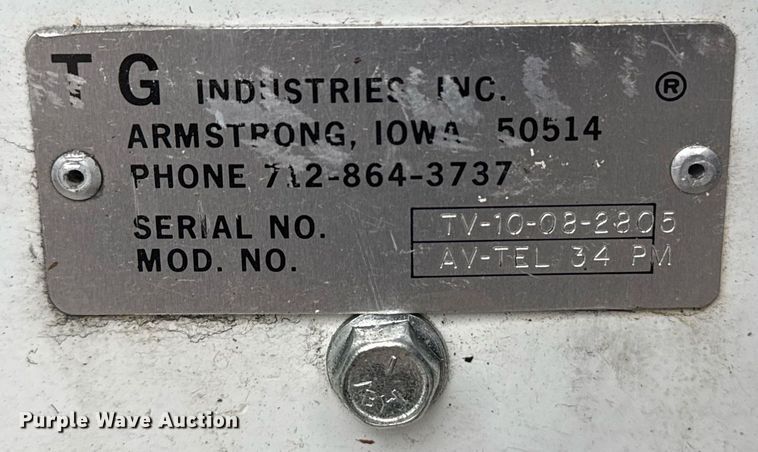 T G INDUSTRIES, INC. ®
ARMSTRONG, IOWA 50514
PHONE 712-864-3737
SERIAL NO. TV-10-08-2805
MOD. NO. AV-TEL 34 PM
Purple Wave Auction